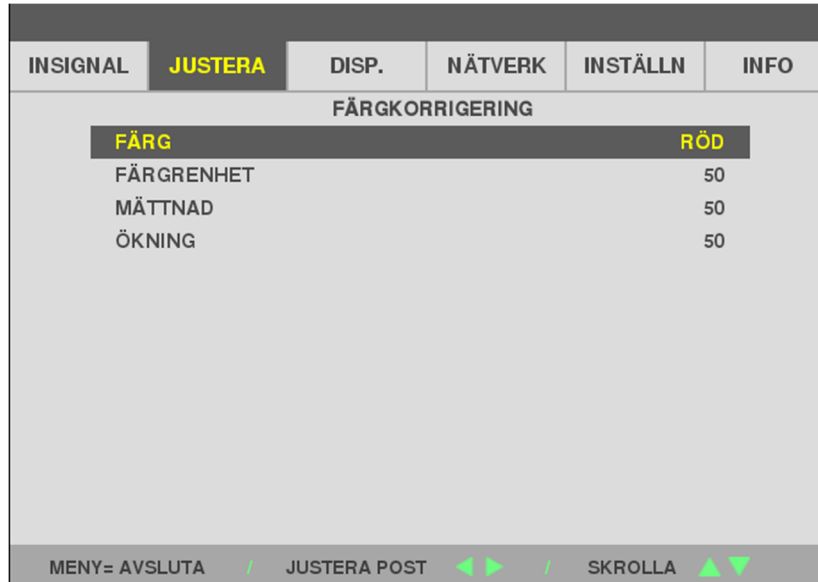 INSIGNAL JUSTERA DISP. NÄTVERK INSTÄLLN INFO
FÄRGKORRIGERING
FÄRG RÖD
FÄRGRENHET 50
MÄTTNAD 50
ÖKNING 50
MENY= AVSLUTA / JUSTERA POST ◀ ▶ / SKROLLA ▲ ▼